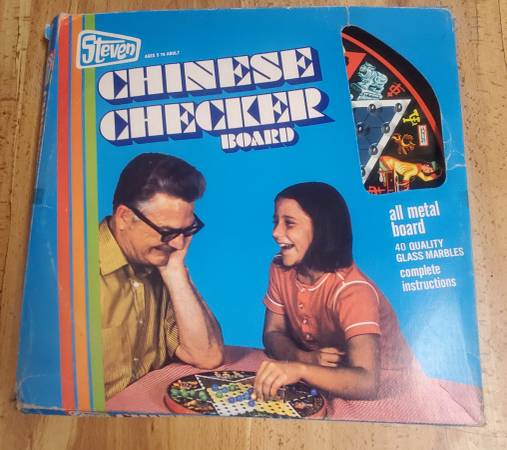 Steven
AGES 5 TO ADULT
CHINESE
CHECKER
BOARD
all metal
board
40 QUALITY
GLASS MARBLES
complete
instructions